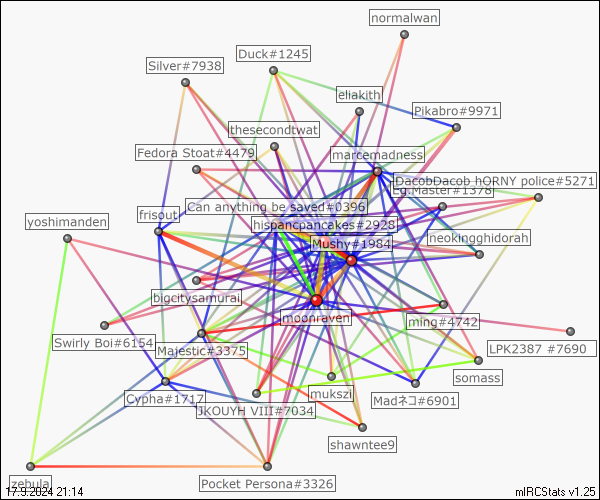 normalwan
Duck#1245
Silver#7938
eliakith
Pikabro#9971
thesecondtwat
Fedora Stoat#4479
marcemadness
DacobDacob hORNY police#5271
Eg.Master#1378
Can anything be saved#0396
yoshimanden
frisout
hispancpancakes#2928
Mushy#1984
neokingghidorah
bigcitysamurai
moonraven
ming#4742
Swirly Boi#6154
Majestic#3375
LPK2387 #7690
somass
Cypha#1717
mukszi
Madネコ#6901
JKOUYH VIII#7034
shawntee9
zebula
Pocket Persona#3326
17.9.2024 21:14
mIRCStats v1.25